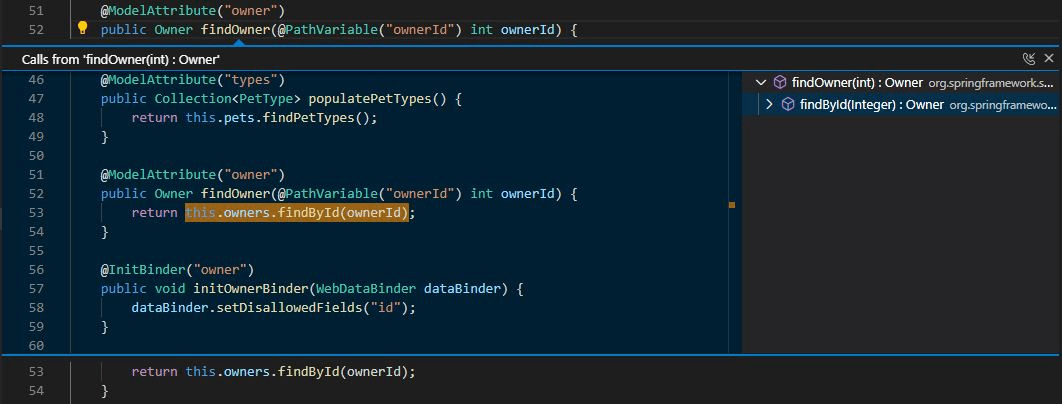 51 @ModelAttribute("owner")
52 public Owner findOwner(@PathVariable("ownerId") int ownerId) {
Calls from 'findOwner(int) : Owner'
46 @ModelAttribute("types")
47 public Collection<PetType> populatePetTypes() {
48 return this.pets.findPetTypes();
49 }
50
51 @ModelAttribute("owner")
52 public Owner findOwner(@PathVariable("ownerId") int ownerId) {
53 return this.owners.findById(ownerId);
54 }
55
56 @InitBinder("owner")
57 public void initOwnerBinder(WebDataBinder dataBinder) {
58 dataBinder.setDisallowedFields("id");
59 }
60
findOwner(int) : Owner org.springframework.s...
findById(Integer) : Owner org.springframewo...
53 return this.owners.findById(ownerId);
54 }